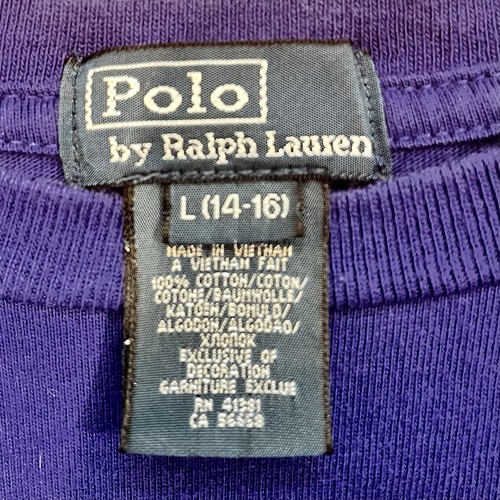 Polo
by Ralph Lauren
L (14-16)
MADE IN VIETNAM
A VIETNAM FAIT
100% COTTON/COTON/
COTONE/BAUMWOLLE/
KATOEN/BOMULD/
ALGODON/ALGODAO/
ХЛОПОК
EXCLUSIVE OF
DECORATION
GARNITURE EXCLUE
RN 41381
CA